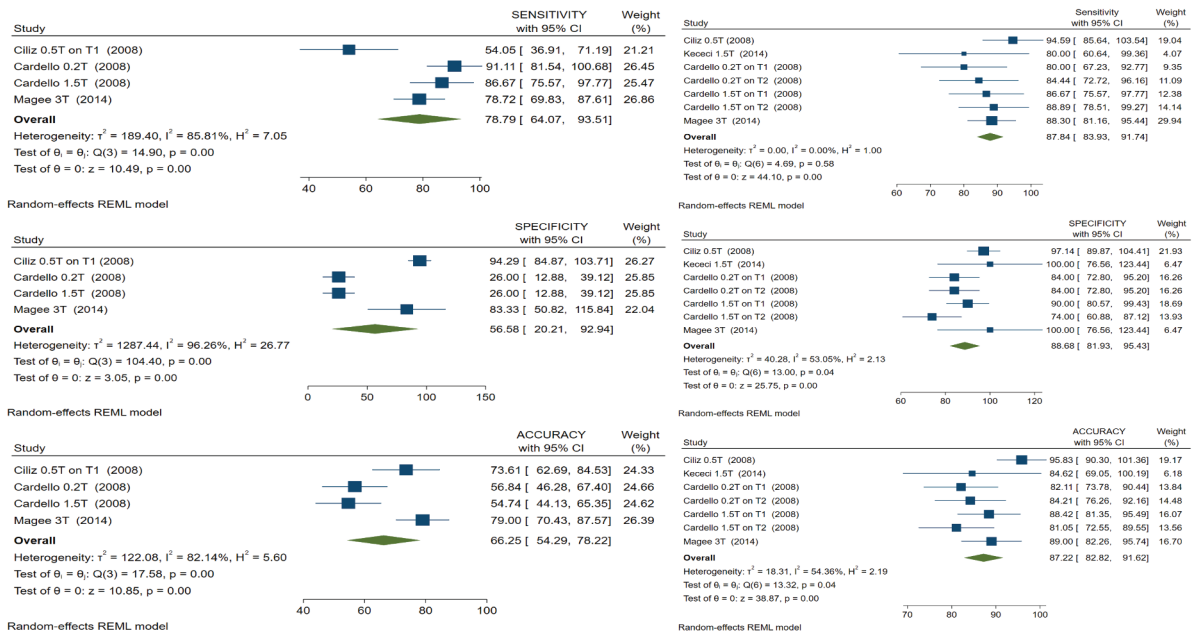 SENSITIVITY Weight
Study with 95% CI (%)
Ciliz 0.5T on T1 (2008) 54.05 [ 36.91, 71.19] 21.21
Cardello 0.2T (2008) 91.11 [ 81.54, 100.68] 26.45
Cardello 1.5T (2008) 86.67 [ 75.57, 97.77] 25.47
Magee 3T (2014) 78.72 [ 69.83, 87.61] 26.86
Overall 78.79 [ 64.07, 93.51]
Heterogeneity: τ² = 189.40, I² = 85.81%, H² = 7.05
Test of θᵢ = θⱼ: Q(3) = 14.90, p = 0.00
Test of θ = 0: z = 10.49, p = 0.00
40 60 80 100
Random-effects REML model
SPECIFICITY Weight
Study with 95% CI (%)
Ciliz 0.5T on T1 (2008) 94.29 [ 84.87, 103.71] 26.27
Cardello 0.2T (2008) 26.00 [ 12.88, 39.12] 25.85
Cardello 1.5T (2008) 26.00 [ 12.88, 39.12] 25.85
Magee 3T (2014) 83.33 [ 50.82, 115.84] 22.04
Overall 56.58 [ 20.21, 92.94]
Heterogeneity: τ² = 1287.44, I² = 96.26%, H² = 26.77
Test of θᵢ = θⱼ: Q(3) = 104.40, p = 0.00
Test of θ = 0: z = 3.05, p = 0.00
0 50 100 150
Random-effects REML model
ACCURACY Weight
Study with 95% CI (%)
Ciliz 0.5T on T1 (2008) 73.61 [ 62.69, 84.53] 24.33
Cardello 0.2T (2008) 56.84 [ 46.28, 67.40] 24.66
Cardello 1.5T (2008) 54.74 [ 44.13, 65.35] 24.62
Magee 3T (2014) 79.00 [ 70.43, 87.57] 26.39
Overall 66.25 [ 54.29, 78.22]
Heterogeneity: τ² = 122.08, I² = 82.14%, H² = 5.60
Test of θᵢ = θⱼ: Q(3) = 17.58, p = 0.00
Test of θ = 0: z = 10.85, p = 0.00
40 60 80 100
Random-effects REML model
Sensitivity Weight
Study with 95% CI (%)
Ciliz 0.5T (2008) 94.59 [ 85.64, 103.54] 19.04
Kececi 1.5T (2014) 80.00 [ 60.64, 99.36] 4.07
Cardello 0.2T on T1 (2008) 80.00 [ 67.23, 92.77] 9.35
Cardello 0.2T on T2 (2008) 84.44 [ 72.72, 96.16] 11.09
Cardello 1.5T on T1 (2008) 86.67 [ 75.57, 97.77] 12.38
Cardello 1.5T on T2 (2008) 88.89 [ 78.51, 99.27] 14.14
Magee 3T (2014) 88.30 [ 81.16, 95.44] 29.94
Overall 87.84 [ 83.93, 91.74]
Heterogeneity: τ² = 0.00, I² = 0.00%, H² = 1.00
Test of θᵢ = θⱼ: Q(6) = 4.69, p = 0.58
Test of θ = 0: z = 44.10, p = 0.00
60 70 80 90 100
Random-effects REML model
SPECIFICITY Weight
Study with 95% CI (%)
Ciliz 0.5T (2008) 97.14 [ 89.87, 104.41] 21.93
Kececi 1.5T (2014) 100.00 [ 76.56, 123.44] 6.47
Cardello 0.2T on T1 (2008) 84.00 [ 72.80, 95.20] 16.26
Cardello 0.2T on T2 (2008) 84.00 [ 72.80, 95.20] 16.26
Cardello 1.5T on T1 (2008) 90.00 [ 80.57, 99.43] 18.69
Cardello 1.5T on T2 (2008) 74.00 [ 60.88, 87.12] 13.93
Magee 3T (2014) 100.00 [ 76.56, 123.44] 6.47
Overall 88.68 [ 81.93, 95.43]
Heterogeneity: τ² = 40.28, I² = 53.05%, H² = 2.13
Test of θᵢ = θⱼ: Q(6) = 13.00, p = 0.04
Test of θ = 0: z = 25.75, p = 0.00
60 80 100 120
Random-effects REML model
ACCURACY Weight
Study with 95% CI (%)
Ciliz 0.5T (2008) 95.83 [ 90.30, 101.36] 19.17
Kececi 1.5T (2014) 84.62 [ 69.05, 100.19] 6.18
Cardello 0.2T on T1 (2008) 82.11 [ 73.78, 90.44] 13.84
Cardello 0.2T on T2 (2008) 84.21 [ 76.26, 92.16] 14.48
Cardello 1.5T on T1 (2008) 88.42 [ 81.35, 95.49] 16.07
Cardello 1.5T on T2 (2008) 81.05 [ 72.55, 89.55] 13.56
Magee 3T (2014) 89.00 [ 82.26, 95.74] 16.70
Overall 87.22 [ 82.82, 91.62]
Heterogeneity: τ² = 18.31, I² = 54.36%, H² = 2.19
Test of θᵢ = θⱼ: Q(6) = 13.32, p = 0.04
Test of θ = 0: z = 38.87, p = 0.00
70 80 90 100
Random-effects REML model